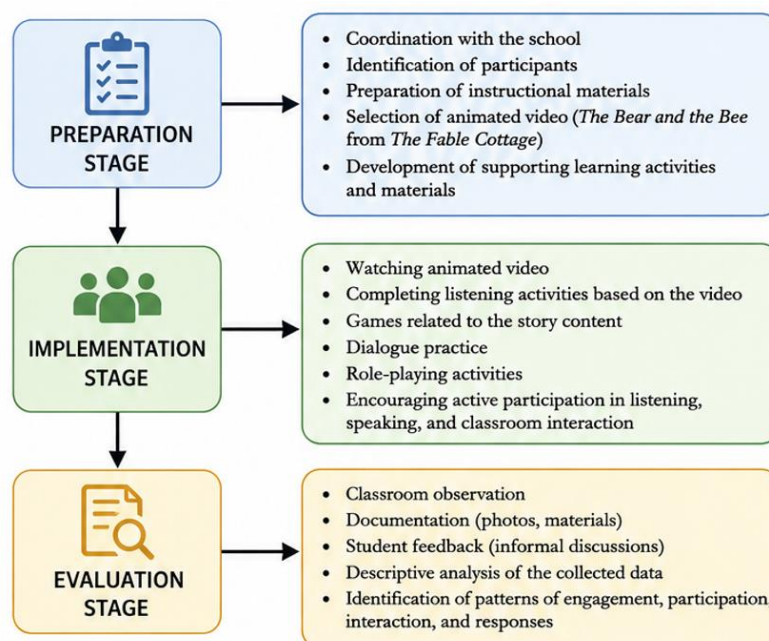 PREPARATION
STAGE
• Coordination with the school
• Identification of participants
• Preparation of instructional materials
• Selection of animated video (The Bear and the Bee
from The Fable Cottage)
• Development of supporting learning activities
and materials
IMPLEMENTATION
STAGE
• Watching animated video
• Completing listening activities based on the video
• Games related to the story content
• Dialogue practice
• Role-playing activities
• Encouraging active participation in listening,
speaking, and classroom interaction
EVALUATION
STAGE
• Classroom observation
• Documentation (photos, materials)
• Student feedback (informal discussions)
• Descriptive analysis of the collected data
• Identification of patterns of engagement, participation,
interaction, and responses